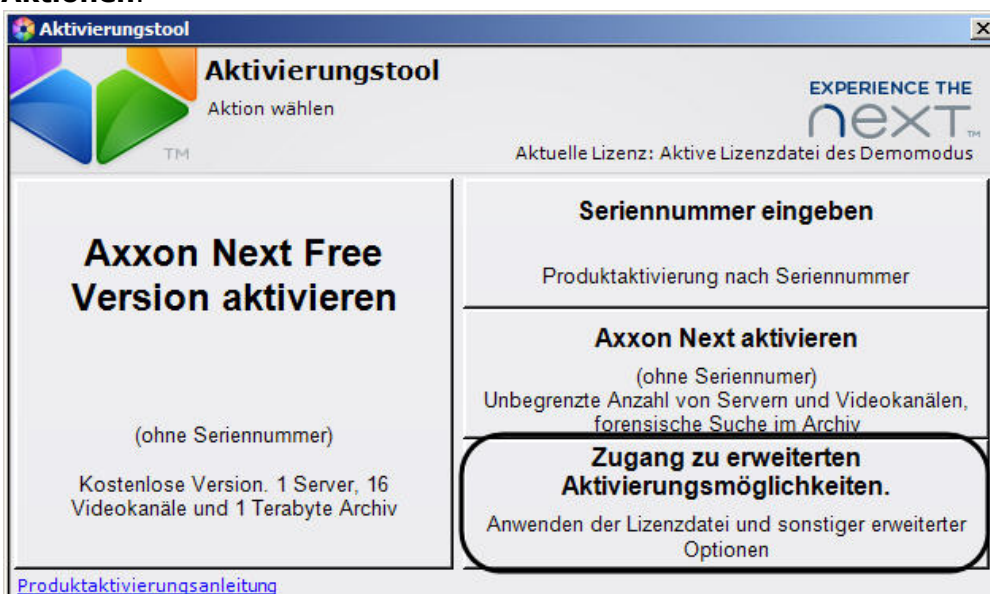 Aktionen.
Aktivierungstool
Aktivierungstool
Aktion wählen
TM
EXPERIENCE THE
next TM
Aktuelle Lizenz: Aktive Lizenzdatei des Demomodus
Axxon Next Free
Version aktivieren
(ohne Seriennummer)
Kostenlose Version. 1 Server, 16
Videokanäle und 1 Terabyte Archiv
Seriennummer eingeben
Produktaktivierung nach Seriennummer
Axxon Next aktivieren
(ohne Seriennumer)
Unbegrenzte Anzahl von Servern und Videokanälen,
forensische Suche im Archiv
Zugang zu erweiterten
Aktivierungsmöglichkeiten.
Anwenden der Lizenzdatei und sonstiger erweiterter
Optionen
Produktaktivierungsanleitung